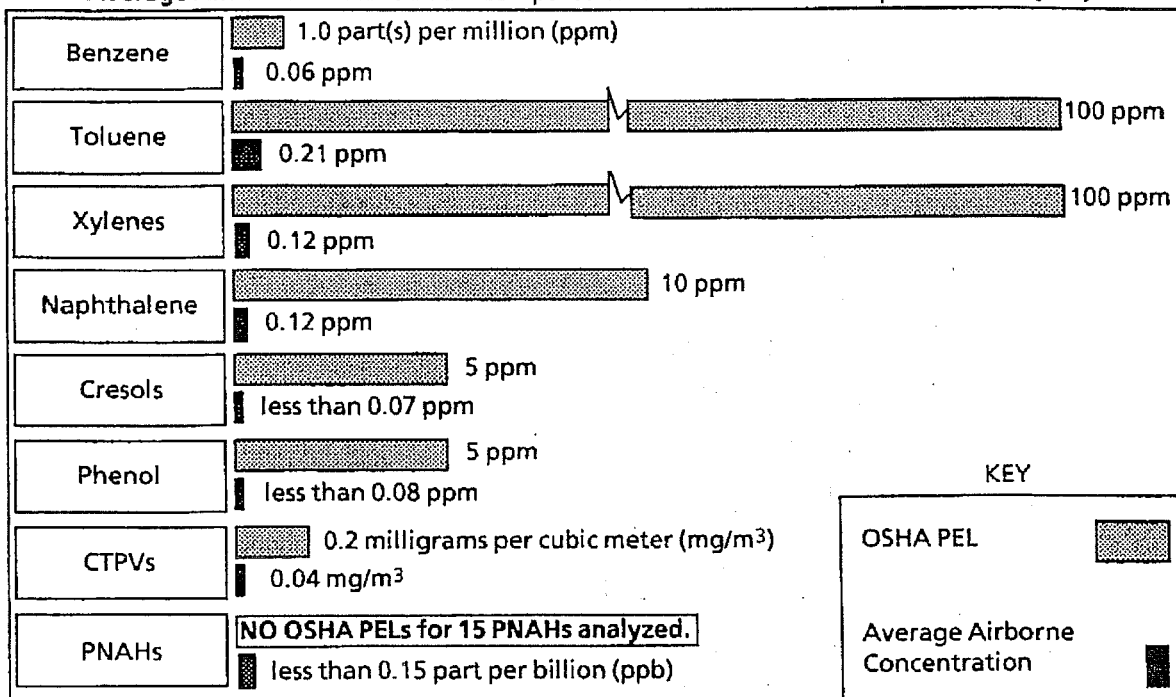 Benzene
1.0 part(s) per million (ppm)
0.06 ppm
Toluene
100 ppm
0.21 ppm
Xylenes
100 ppm
0.12 ppm
Naphthalene
10 ppm
0.12 ppm
Cresols
5 ppm
less than 0.07 ppm
Phenol
5 ppm
less than 0.08 ppm
CTPVs
0.2 milligrams per cubic meter (mg/m³)
0.04 mg/m³
PNAHs
NO OSHA PELs for 15 PNAHs analyzed.
less than 0.15 part per billion (ppb)
KEY
OSHA PEL
Average Airborne
Concentration